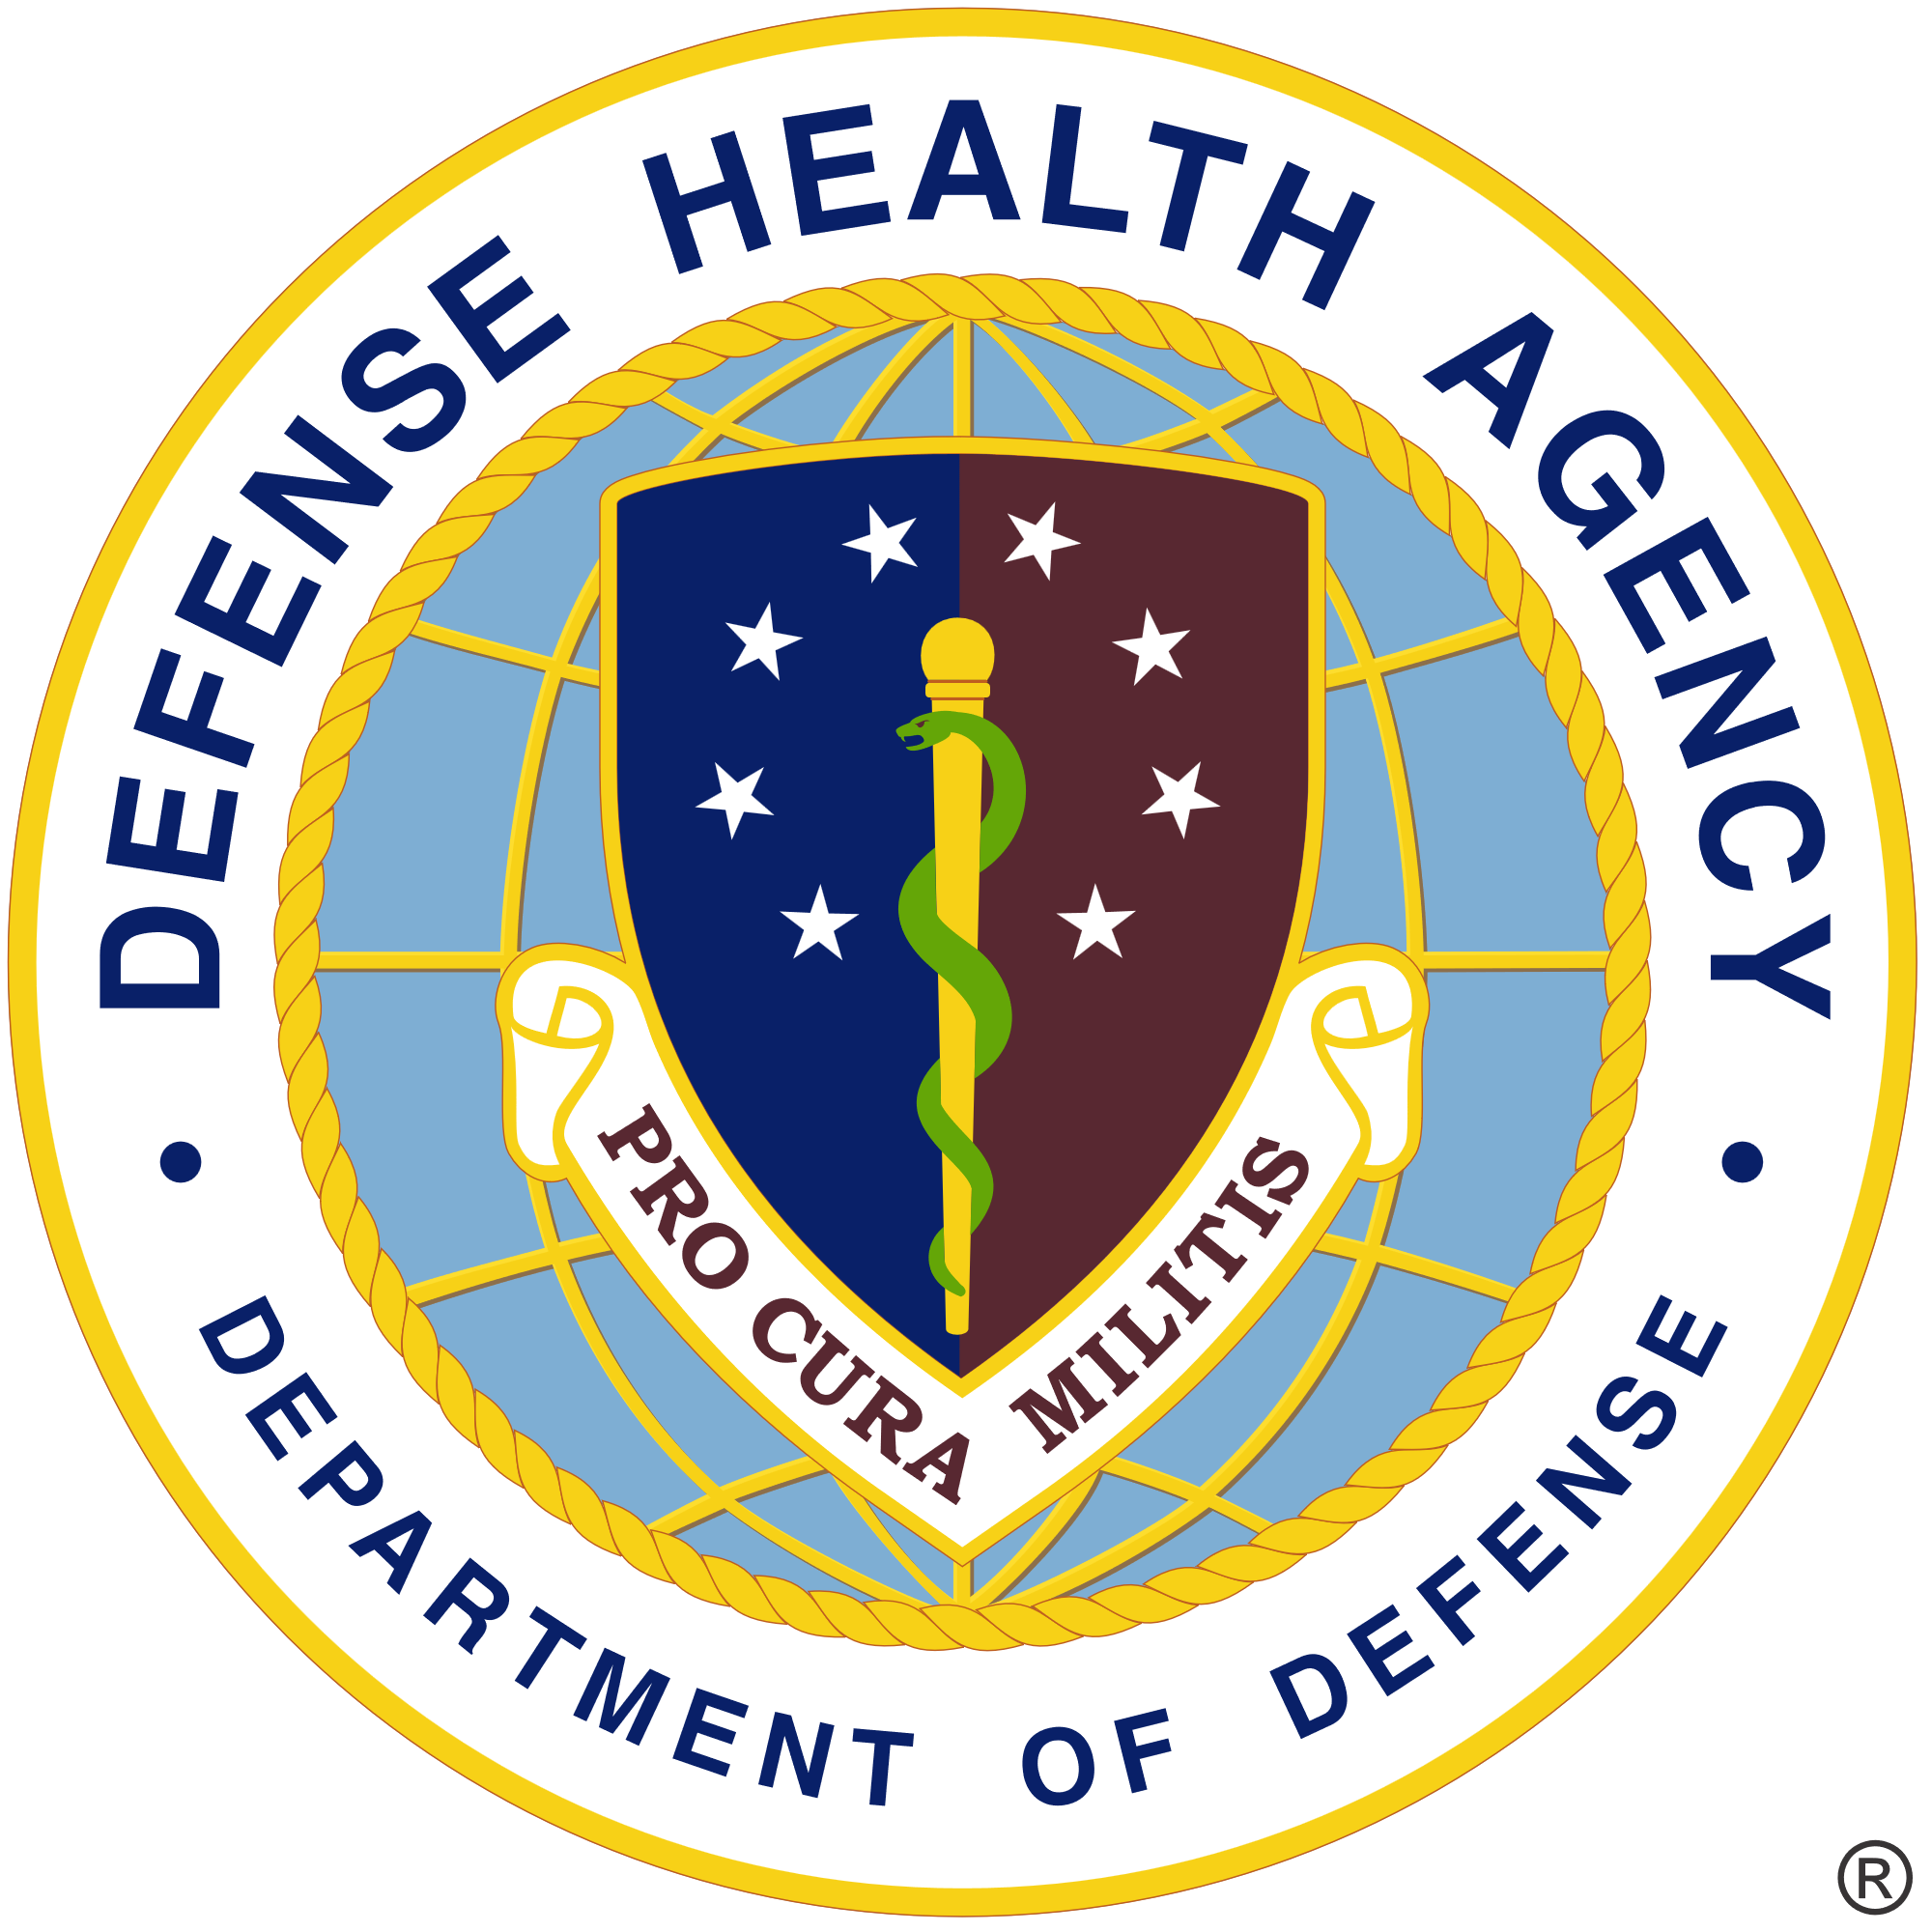 DEFENSE HEALTH AGENCY
PRO CURA MILITIS
DEPARTMENT OF DEFENSE
®